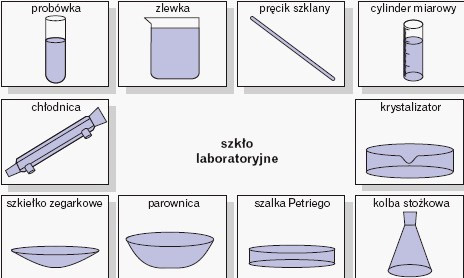 probówka
zlewka
pręcik szklany
cylinder miarowy
chłodnica
krystalizator
szkło
laboratoryjne
szkiełko zegarkowe
parownica
szalka Petriego
kolba stożkowa